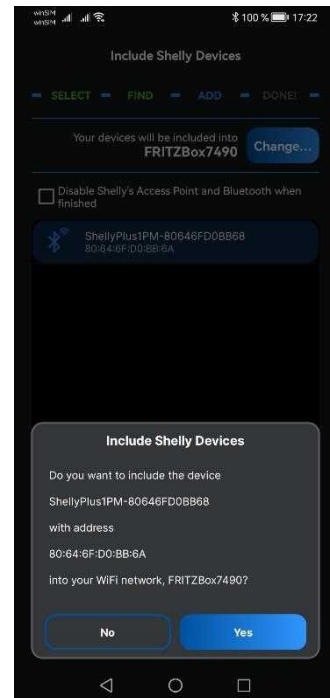 winSIM
winSIM
100 % 17:22
Include Shelly Devices
SELECT FIND ADD DONE!
Your devices will be included into
FRITZBox7490
Change...
Disable Shelly's Access Point and Bluetooth when
finished
ShellyPlus1PM-80646FD0BB68
80:64:6F:D0:BB:6A
Include Shelly Devices
Do you want to include the device
ShellyPlus1PM-80646FD0BB68
with address
80:64:6F:D0:BB:6A
into your WiFi network, FRITZBox7490?
No Yes